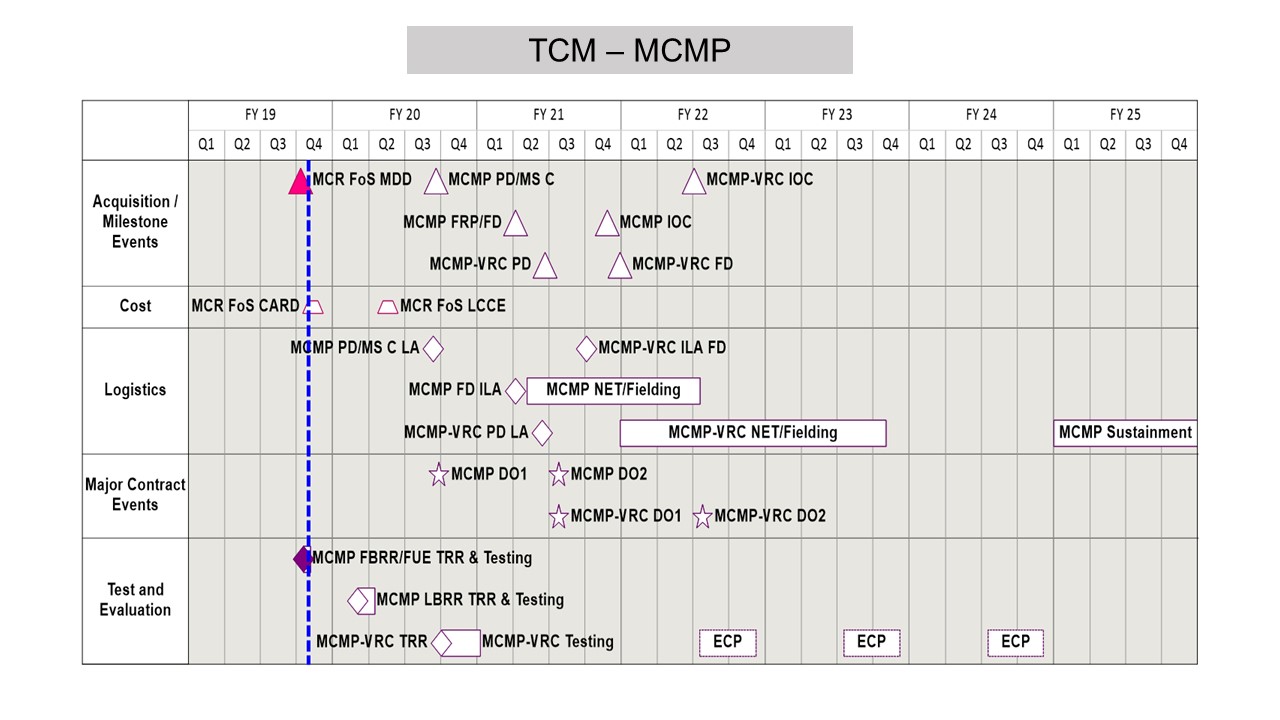 TCM – MCMP
FY 19 FY 20 FY 21 FY 22 FY 23 FY 24 FY 25
Q1 Q2 Q3 Q4 Q1 Q2 Q3 Q4 Q1 Q2 Q3 Q4 Q1 Q2 Q3 Q4 Q1 Q2 Q3 Q4 Q1 Q2 Q3 Q4 Q1 Q2 Q3 Q4
Acquisition /
Milestone
Events
MCR FoS MDD MCMP PD/MS C MCMP-VRC IOC
MCMP FRP/FD MCMP IOC
MCMP-VRC PD MCMP-VRC FD
Cost
MCR FoS CARD MCR FoS LCCE
Logistics
MCMP PD/MS C LA MCMP-VRC ILA FD
MCMP FD ILA MCMP NET/Fielding
MCMP-VRC PD LA MCMP-VRC NET/Fielding MCMP Sustainment
Major Contract
Events
MCMP DO1 MCMP DO2
MCMP-VRC DO1 MCMP-VRC DO2
Test and
Evaluation
MCMP FBRR/FUE TRR & Testing
MCMP LBRR TRR & Testing
MCMP-VRC TRR MCMP-VRC Testing ECP ECP ECP